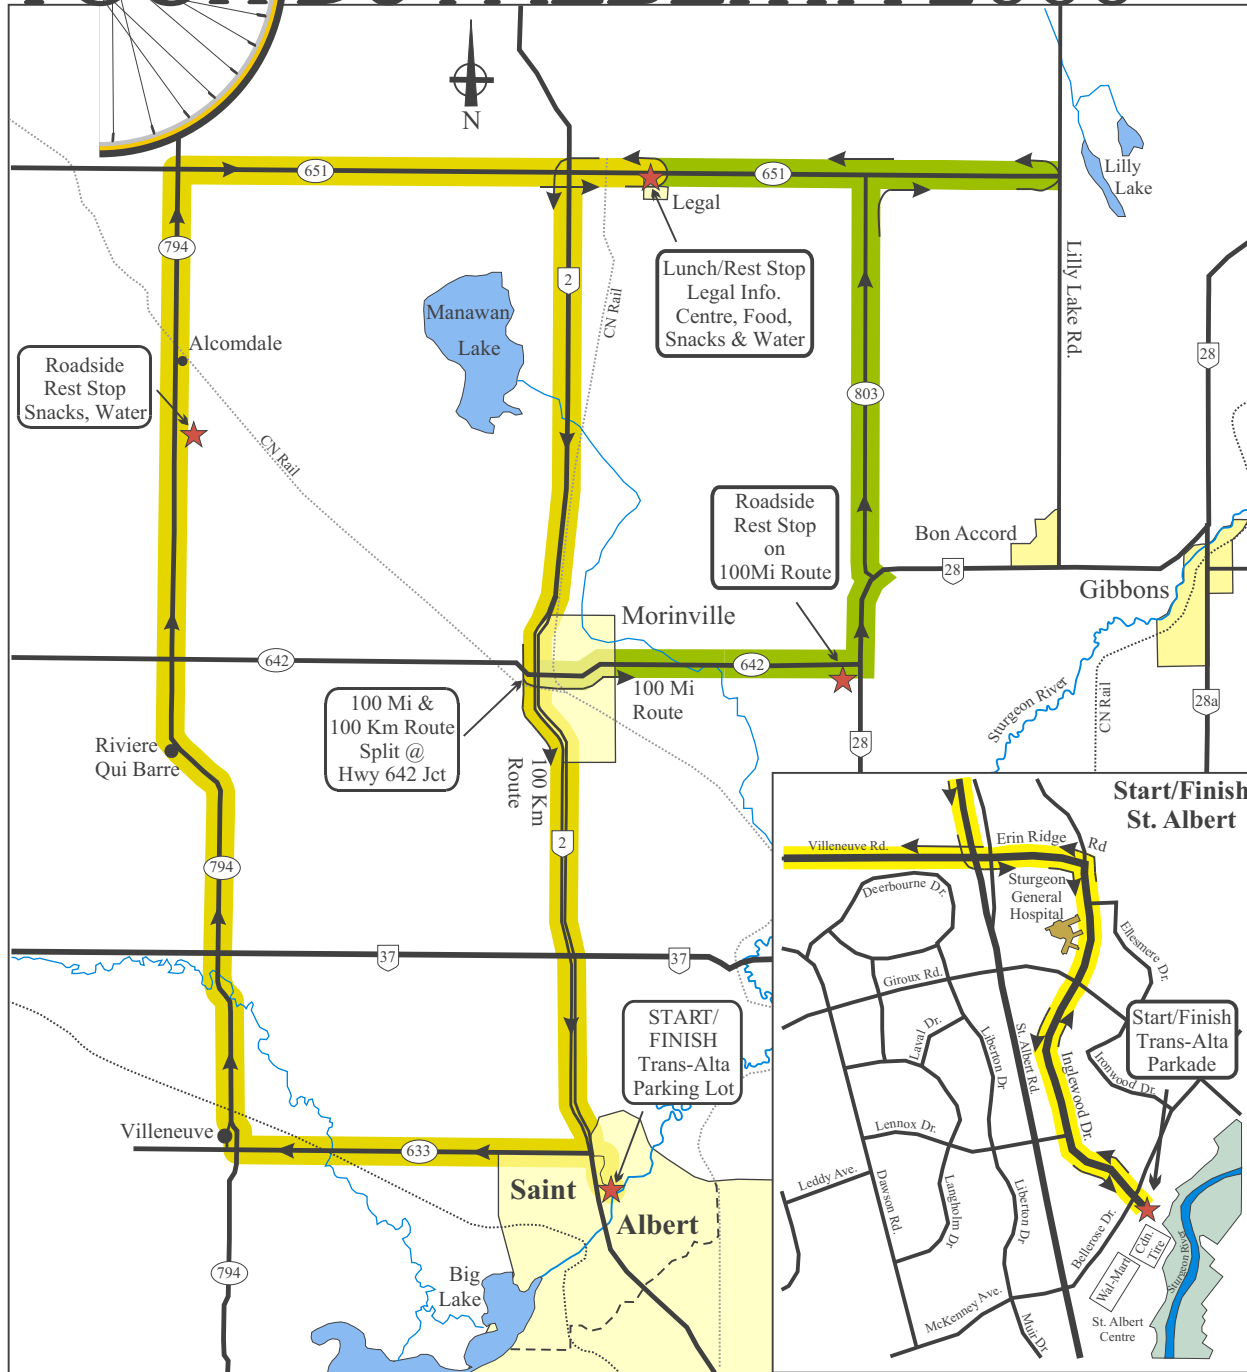 N
651
651
Legal
Lilly
Lake
794
2
CN Rail
Lunch/Rest Stop
Legal Info.
Centre, Food,
Snacks & Water
Lilly Lake Rd.
Manawan
Lake
Alcomdale
Roadside
Rest Stop
Snacks, Water
28
803
CN Rail
Roadside
Rest Stop
on
100Mi Route
Bon Accord
28
Gibbons
Morinville
642
642
100 Mi
Route
100 Mi &
100 Km Route
Split @
Hwy 642 Jct
Sturgeon River
CN Rail
28a
28
Riviere
Qui Barre
100 Km
Route
2
794
37
37
START/
FINISH
Trans-Alta
Parking Lot
Villeneuve
633
Saint
Albert
794
Big
Lake
Start/Finish
St. Albert
Villeneuve Rd.
Erin Ridge
Rd
Deerbourne Dr.
Sturgeon
General
Hospital
Ellesmere Dr.
Giroux Rd.
Laval Dr.
Liberton Dr
St. Albert Rd.
Inglewood Dr.
Start/Finish
Trans-Alta
Parkade
Ironwood Dr.
Lennox Dr.
Leddy Ave.
Dawson Rd.
Langholm Dr
Liberton Dr
Bellerose Dr.
Cdn.
Tire
Wal-Mart
Sturgeon River
McKenney Ave.
Muir Dr
St. Albert
Centre